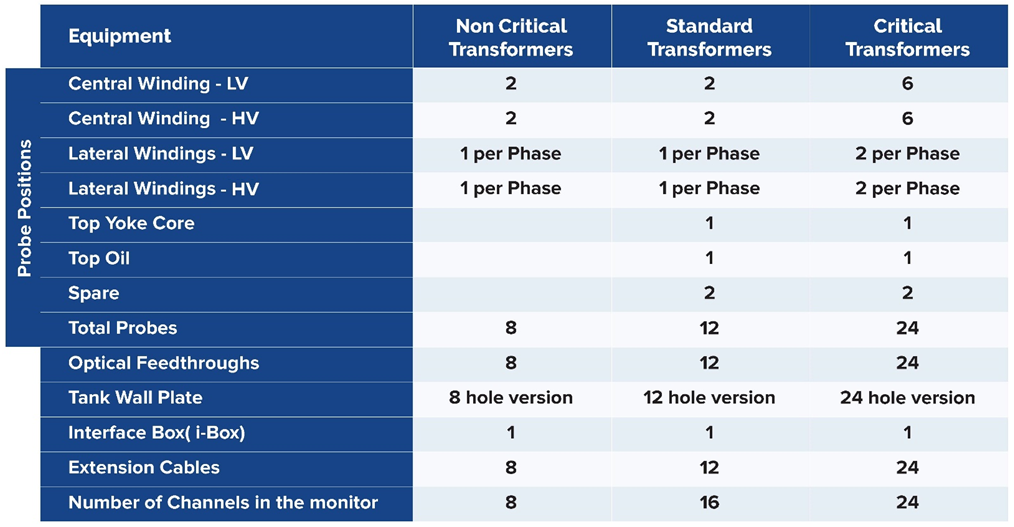 Equipment Non Critical Transformers Standard Transformers Critical Transformers
Probe Positions
Central Winding - LV 2 2 6
Central Winding - HV 2 2 6
Lateral Windings - LV 1 per Phase 1 per Phase 2 per Phase
Lateral Windings - HV 1 per Phase 1 per Phase 2 per Phase
Top Yoke Core 1 1
Top Oil 1 1
Spare 2 2
Total Probes 8 12 24
Optical Feedthroughs 8 12 24
Tank Wall Plate 8 hole version 12 hole version 24 hole version
Interface Box( i-Box) 1 1 1
Extension Cables 8 12 24
Number of Channels in the monitor 8 16 24